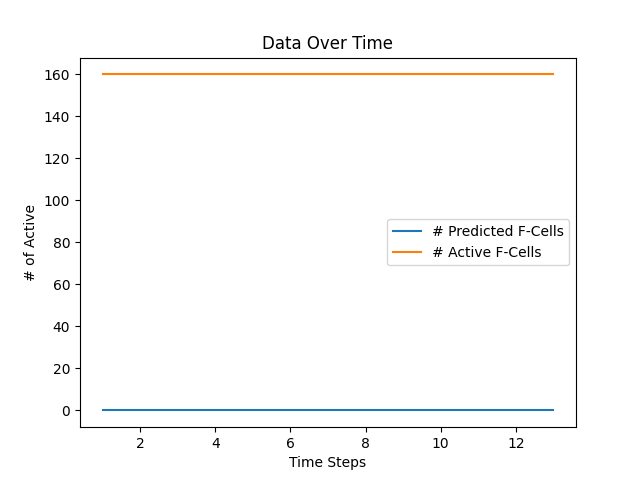 Data Over Time
# of Active
160
140
120
100
80
60
40
20
0
# Predicted F-Cells
# Active F-Cells
2 4 6 8 10 12
Time Steps